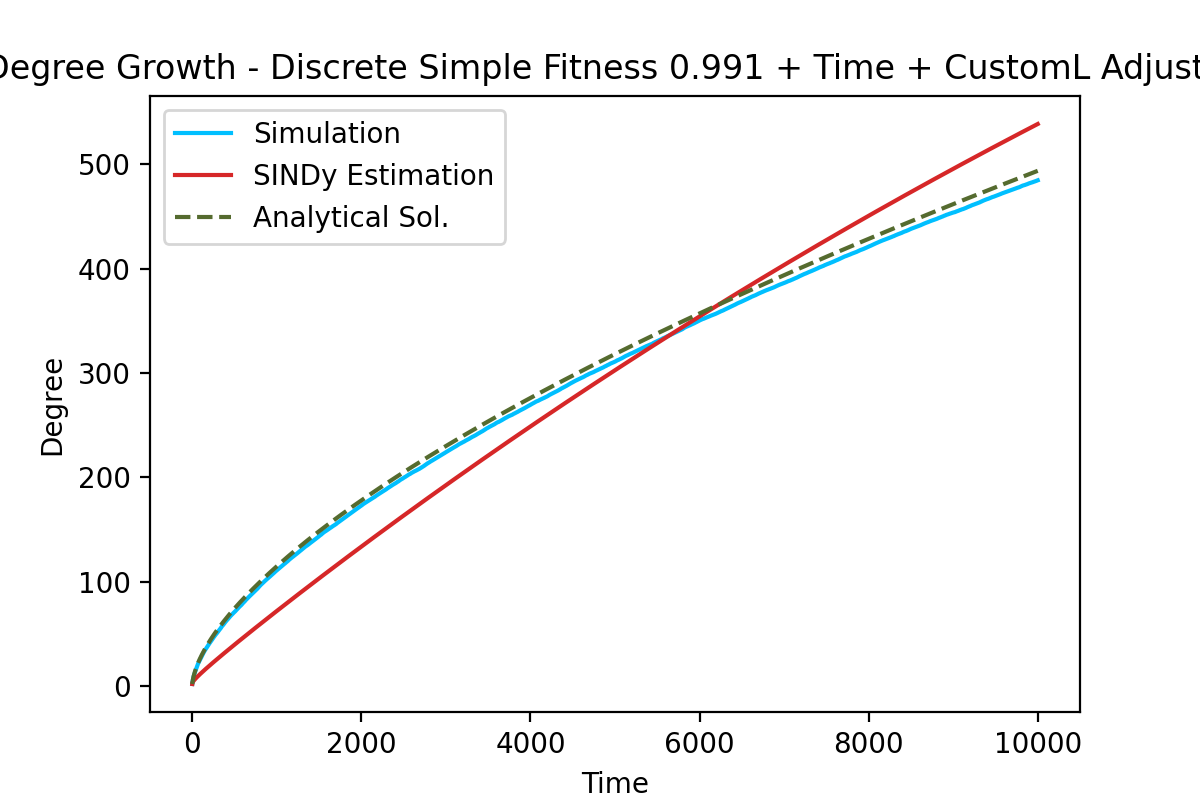 Degree Growth - Discrete Simple Fitness 0.991 + Time + CustomL Adjust
Simulation
SINDy Estimation
Analytical Sol.
Degree
500
400
300
200
100
0
0 2000 4000 6000 8000 10000
Time